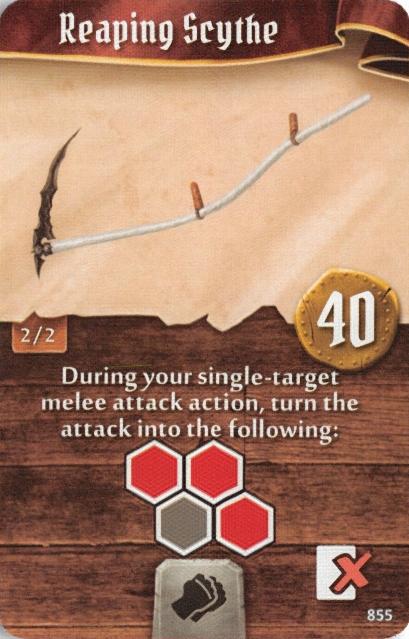 Reaping Scythe
40
2/2
During your single-target
melee attack action, turn the
attack into the following:
855